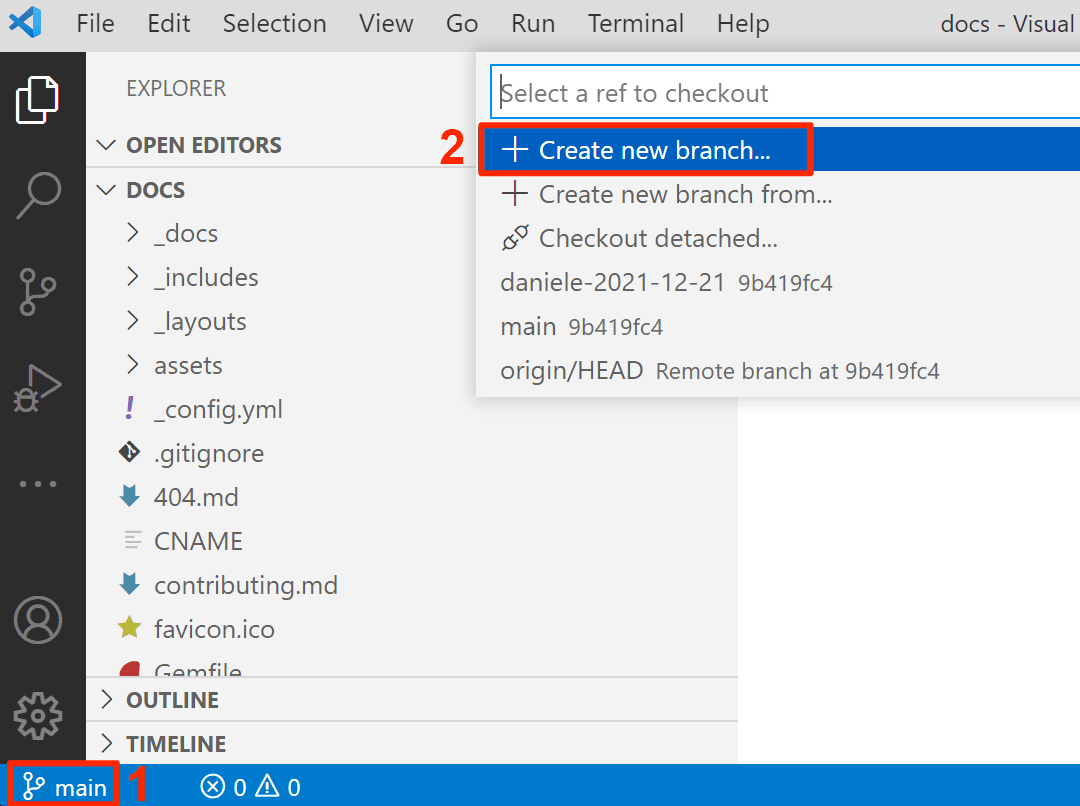 File Edit Selection View Go Run Terminal Help docs - Visual
EXPLORER
OPEN EDITORS
DOCS
_docs
_includes
_layouts
assets
_config.yml
.gitignore
404.md
CNAME
contributing.md
favicon.ico
Gemfile
OUTLINE
TIMELINE
Select a ref to checkout
2
Create new branch...
Create new branch from...
Checkout detached...
daniele-2021-12-21 9b419fc4
main 9b419fc4
origin/HEAD Remote branch at 9b419fc4
main 1 0 0